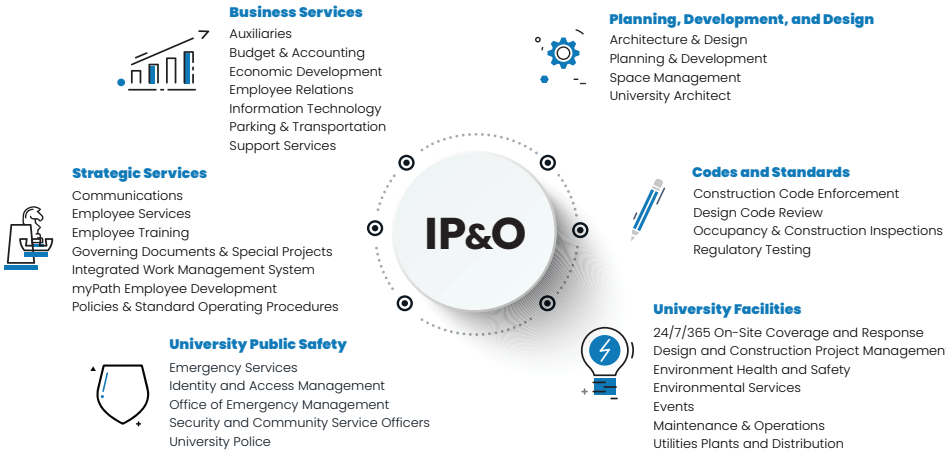 Business Services
Auxiliaries
Budget & Accounting
Economic Development
Employee Relations
Information Technology
Parking & Transportation
Support Services
Planning, Development, and Design
Architecture & Design
Planning & Development
Space Management
University Architect
Strategic Services
Communications
Employee Services
Employee Training
Governing Documents & Special Projects
Integrated Work Management System
myPath Employee Development
Policies & Standard Operating Procedures
IP&O
Codes and Standards
Construction Code Enforcement
Design Code Review
Occupancy & Construction Inspections
Regulatory Testing
University Public Safety
Emergency Services
Identity and Access Management
Office of Emergency Management
Security and Community Service Officers
University Police
University Facilities
24/7/365 On-Site Coverage and Response
Design and Construction Project Managemen
Environment Health and Safety
Environmental Services
Events
Maintenance & Operations
Utilities Plants and Distribution